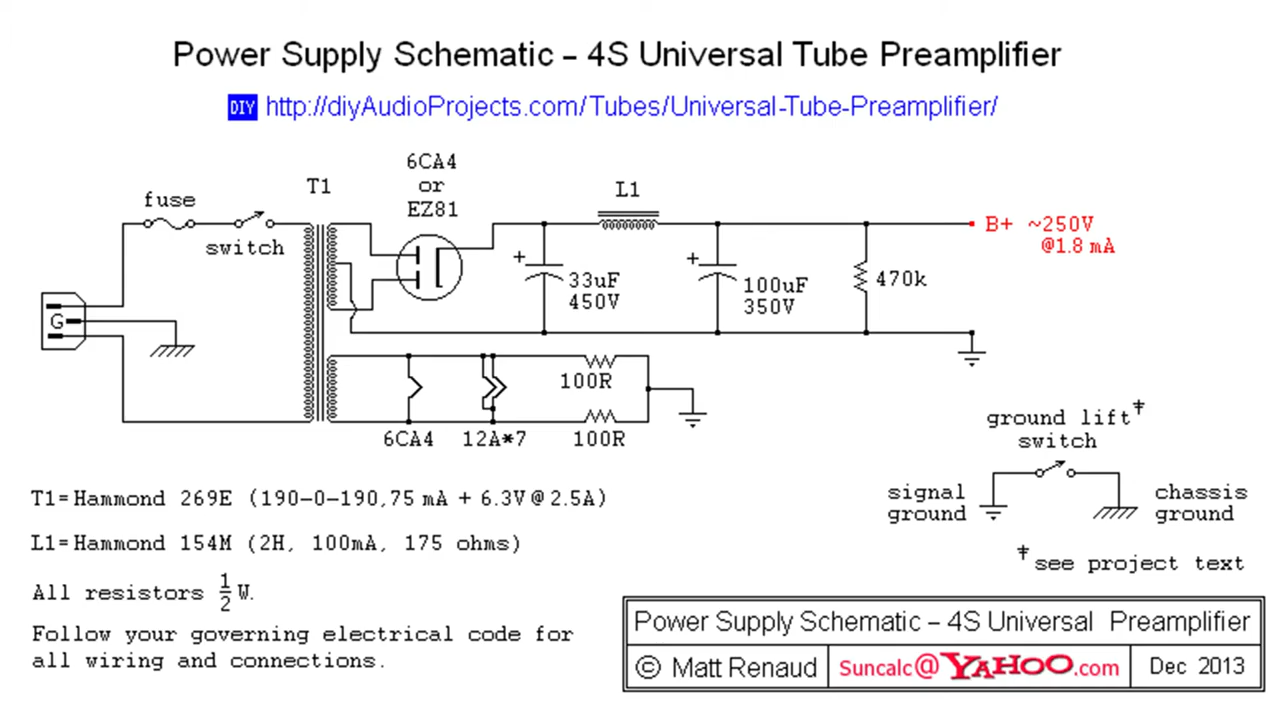 Power Supply Schematic – 4S Universal Tube Preamplifier
DIY http://diyAudioProjects.com/Tubes/Universal-Tube-Preamplifier/
6CA4
or
EZ81
T1
L1
fuse
switch
B+ ~250V
@1.8 mA
+
33uF
450V
+
100uF
350V
470k
G
100R
6CA4
12A*7
100R
ground lift‡
switch
signal
ground
chassis
ground
‡see project text
T1=Hammond 269E (190-0-190,75 mA + 6.3V@ 2.5A)
L1=Hammond 154M (2H, 100mA, 175 ohms)
All resistors 1/2 W.
Follow your governing electrical code for
all wiring and connections.
Power Supply Schematic – 4S Universal Preamplifier
© Matt Renaud
Suncalc@YAHOO.com
Dec 2013